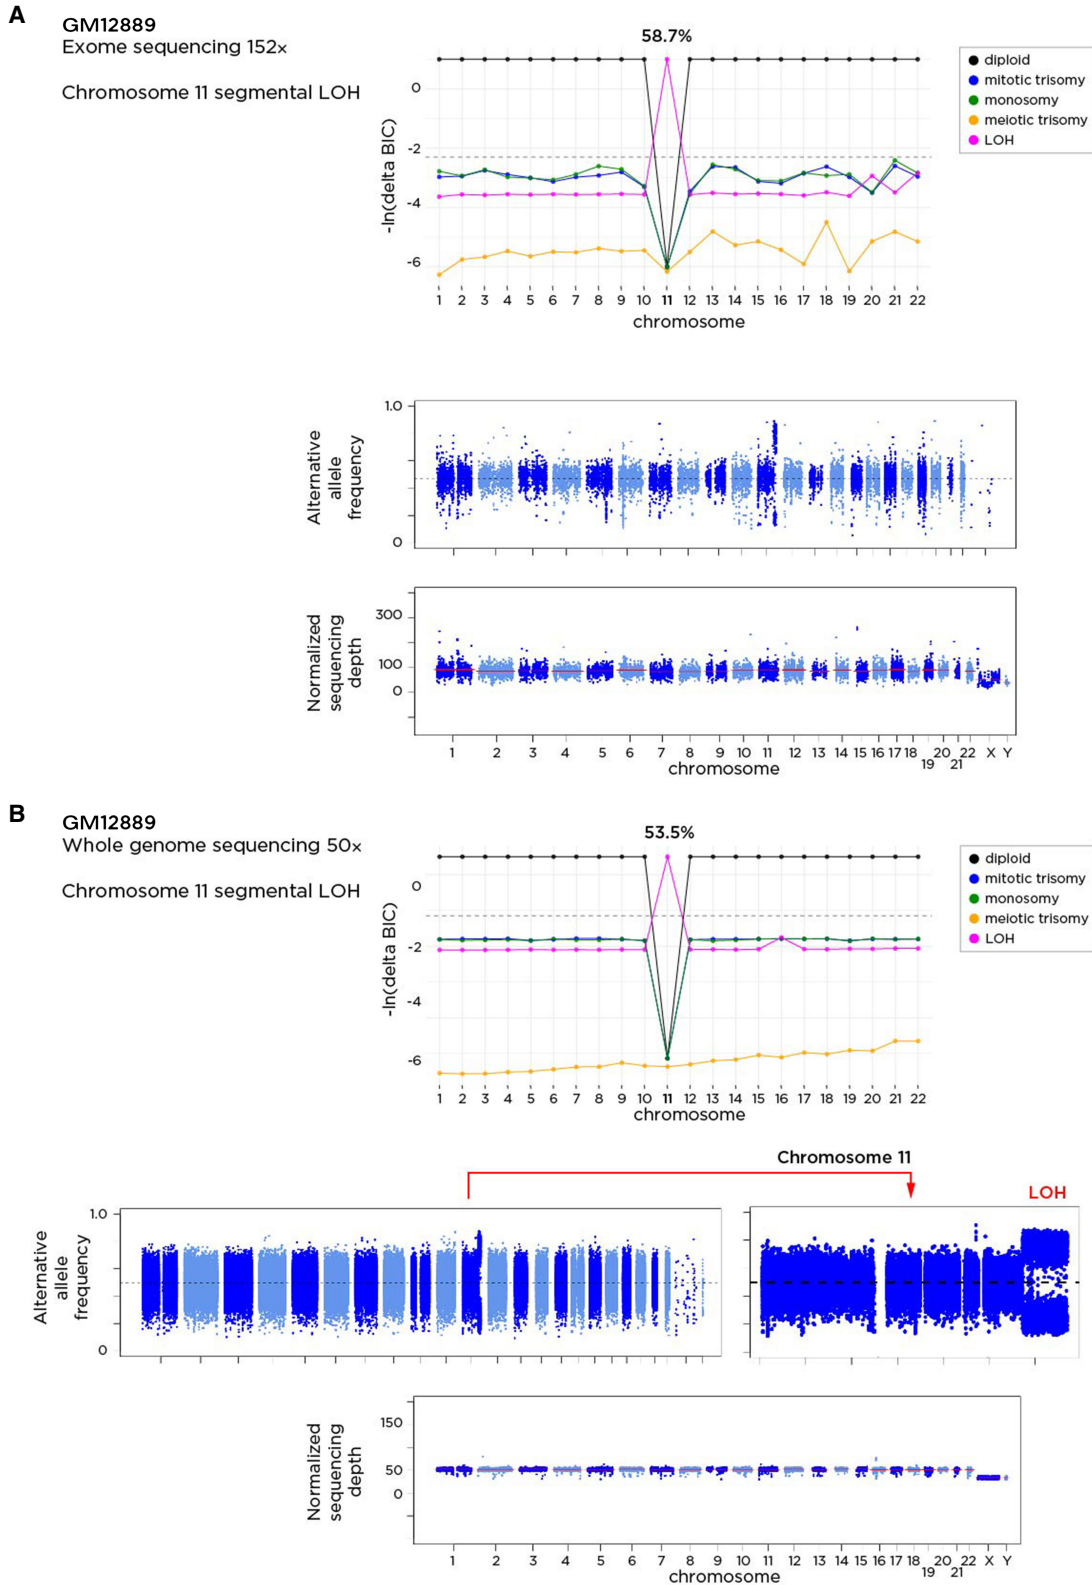 A
GM12889
Exome sequencing 152×
Chromosome 11 segmental LOH
58.7%
diploid
mitotic trisomy
monosomy
meiotic trisomy
LOH
-ln(delta BIC)
0
-2
-4
-6
1 2 3 4 5 6 7 8 9 10 11 12 13 14 15 16 17 18 19 20 21 22
chromosome
Alternative
allele
frequency
1.0
0
Normalized
sequencing
depth
300
100
0
1 2 3 4 5 6 7 8 9 10 11 12 13 14 15 16 17 18 19 20 21 22 X Y
chromosome
B
GM12889
Whole genome sequencing 50×
Chromosome 11 segmental LOH
53.5%
diploid
mitotic trisomy
monosomy
meiotic trisomy
LOH
-ln(delta BIC)
0
-2
-4
-6
1 2 3 4 5 6 7 8 9 10 11 12 13 14 15 16 17 18 19 20 21 22
chromosome
Chromosome 11
LOH
Alternative
allele
frequency
1.0
0
Normalized
sequencing
depth
150
50
0
1 2 3 4 5 6 7 8 9 10 11 12 13 14 15 16 17 18 19 20 21 22 X Y
chromosome